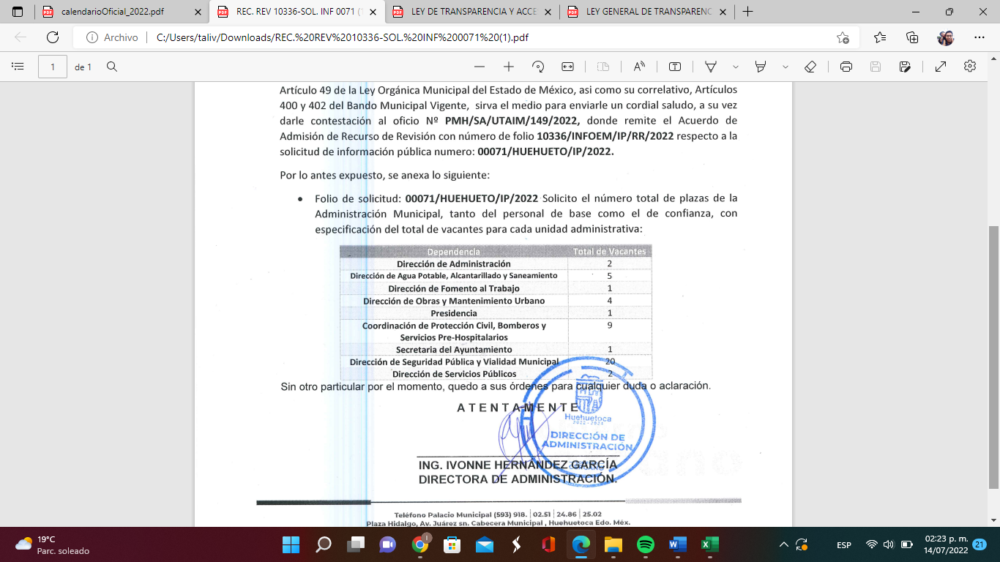 calendarioOficial_2022.pdf
REC. REV 10336-SOL. INF 0071 (1
LEY DE TRANSPARENCIA Y ACCE
LEY GENERAL DE TRANSPARENC
Archivo
C:/Users/taliv/Downloads/REC.%20REV%2010336-SOL.%20INF%200071%20(1).pdf
1
de 1
Artículo 49 de la Ley Orgánica Municipal del Estado de México, asi como su correlativo, Artículos
400 y 402 del Bando Municipal Vigente, sirva el medio para enviarle un cordial saludo, a su vez
darle contestación al oficio Nº PMH/SA/UTAIM/149/2022, donde remite el Acuerdo de
Admisión de Recurso de Revisión con número de folio 10336/INFOEM/IP/RR/2022 respecto a la
solicitud de información pública numero: 00071/HUEHUETO/IP/2022.
Por lo antes expuesto, se anexa lo siguiente:
• Folio de solicitud: 00071/HUEHUETO/IP/2022 Solicito el número total de plazas de la
Administración Municipal, tanto del personal de base como el de confianza, con
especificación del total de vacantes para cada unidad administrativa:
Dependencia Total de Vacantes
Dirección de Administración 2
Dirección de Agua Potable, Alcantarillado y Saneamiento 5
Dirección de Fomento al Trabajo 1
Dirección de Obras y Mantenimiento Urbano 4
Presidencia 1
Coordinación de Protección Civil, Bomberos y 9
Servicios Pre-Hospitalarios
Secretaria del Ayuntamiento 1
Dirección de Seguridad Pública y Vialidad Municipal 20
Dirección de Servicios Públicos 2
Sin otro particular por el momento, quedo a sus órdenes para cualquier duda o aclaración.
A T E N T A M E N T E
Huehuetoca
2022 - 2024
DIRECCIÓN DE
ADMINISTRACIÓN
ING. IVONNE HERNÁNDEZ GARCÍA
DIRECTORA DE ADMINISTRACIÓN.
Teléfono Palacio Municipal (593) 918. | 02.51 | 24.86 | 25.02
Plaza Hidalgo, Av. Juárez sn. Cabecera Municipal , Huehuetoca Edo. Méx.
19°C
Parc. soleado
ESP
02:23 p. m.
14/07/2022
21